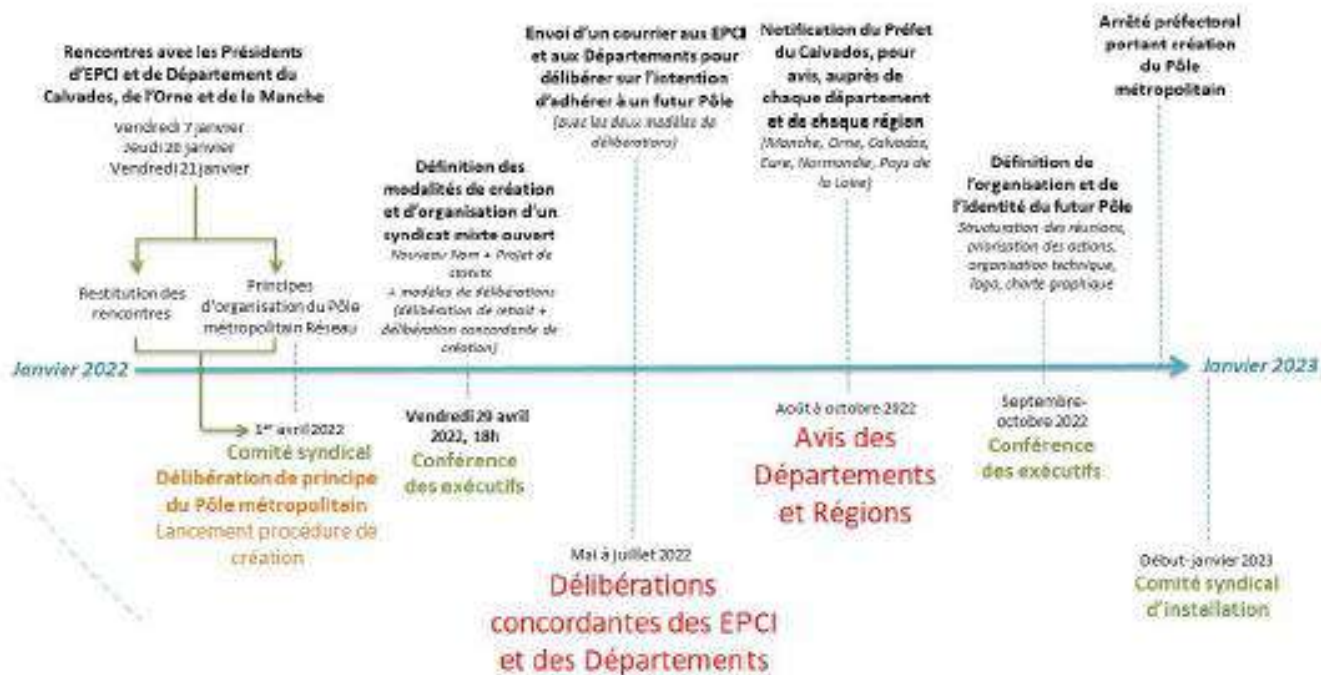 Rencontres avec les Présidents
d'EPCI et de Département du
Calvados, de l'Orne et de la Manche
Vendredi 7 janvier
Jeudi 20 janvier
Vendredi 21 janvier
Restitution des
rencontres
Principes
d'organisation du Pôle
métropolitain Réseau
Définition des
modalités de création
et d'organisation d'un
syndicat mixte ouvert
Nouveau Nom + Projet de
statuts
+ modèles de délibérations
(délibération de retrait +
délibération concordante de
création)
Envoi d'un courrier aux EPCI
et aux Départements pour
délibérer sur l'intention
d'adhérer à un futur Pôle
(avec les deux modèles de
délibérations)
Notification du Préfet
du Calvados, pour
avis, auprès de
chaque département
et de chaque région
(Manche, Orne, Calvados,
Eure, Normandie, Pays de
la Loire)
Définition de
l'organisation et de
l'identité du futur Pôle
Structuration des réunions,
priorisation des actions,
organisation technique,
logo, charte graphique
Arrêté préfectoral
portant création
du Pôle
métropolitain
Janvier 2022
Janvier 2023
1er avril 2022
Comité syndical
Délibération de principe
du Pôle métropolitain
Lancement procédure de
création
Vendredi 29 avril
2022, 18h
Conférence
des exécutifs
Mai à juillet 2022
Délibérations
concordantes des EPCI
et des Départements
Août à octobre 2022
Avis des
Départements
et Régions
Septembre-
octobre 2022
Conférence
des exécutifs
Début-janvier 2023
Comité syndical
d'installation